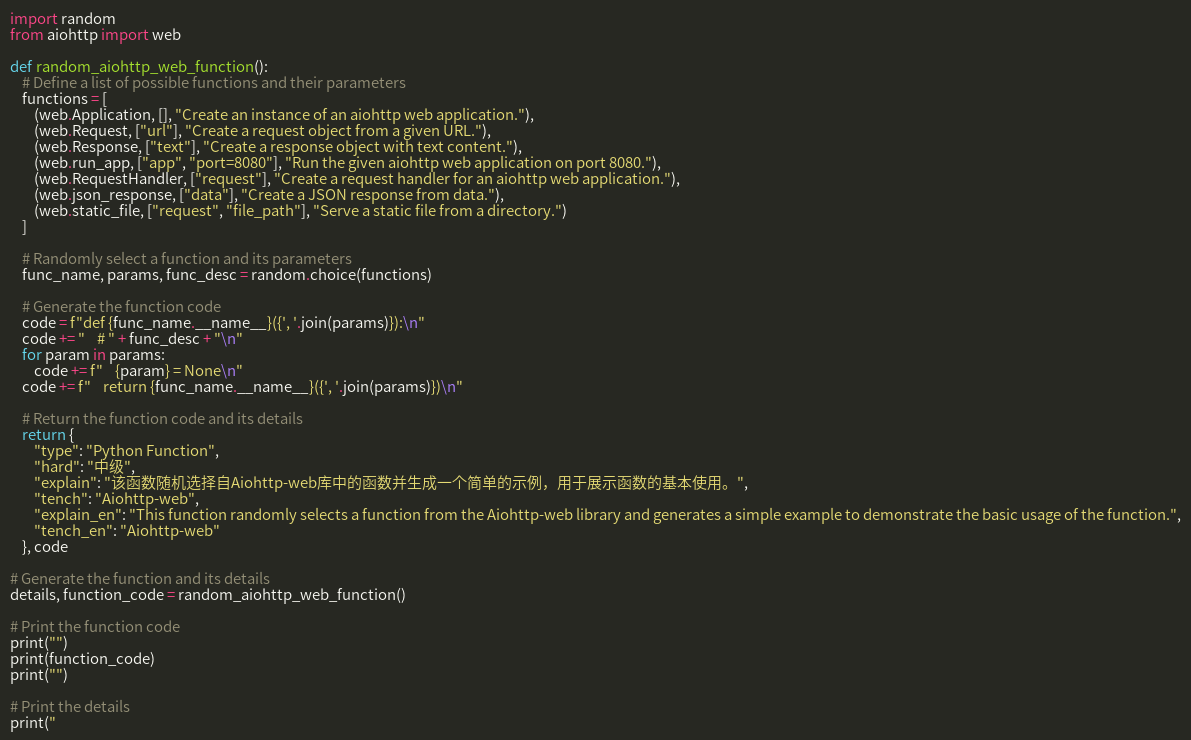 import random
from aiohttp import web

def random_aiohttp_web_function():
    # Define a list of possible functions and their parameters
    functions = [
        (web.Application, [], "Create an instance of an aiohttp web application."),
        (web.Request, ["url"], "Create a request object from a given URL."),
        (web.Response, ["text"], "Create a response object with text content."),
        (web.run_app, ["app", "port=8080"], "Run the given aiohttp web application on port 8080."),
        (web.RequestHandler, ["request"], "Create a request handler for an aiohttp web application."),
        (web.json_response, ["data"], "Create a JSON response from data."),
        (web.static_file, ["request", "file_path"], "Serve a static file from a directory.")
    ]

    # Randomly select a function and its parameters
    func_name, params, func_desc = random.choice(functions)

    # Generate the function code
    code = f"def {func_name.__name__}({', '.join(params)}):\n"
    code += "    # " + func_desc + "\n"
    for param in params:
        code += f"    {param} = None\n"
    code += f"    return {func_name.__name__}({', '.join(params)})\n"

    # Return the function code and its details
    return {
        "type": "Python Function",
        "hard": "中级",
        "explain": "该函数随机选择自Aiohttp-web库中的函数并生成一个简单的示例，用于展示函数的基本使用。",
        "tench": "Aiohttp-web",
        "explain_en": "This function randomly selects a function from the Aiohttp-web library and generates a simple example to demonstrate the basic usage of the function.",
        "tench_en": "Aiohttp-web"
    }, code

# Generate the function and its details
details, function_code = random_aiohttp_web_function()

# Print the function code
print("")
print(function_code)
print("")

# Print the details
print("